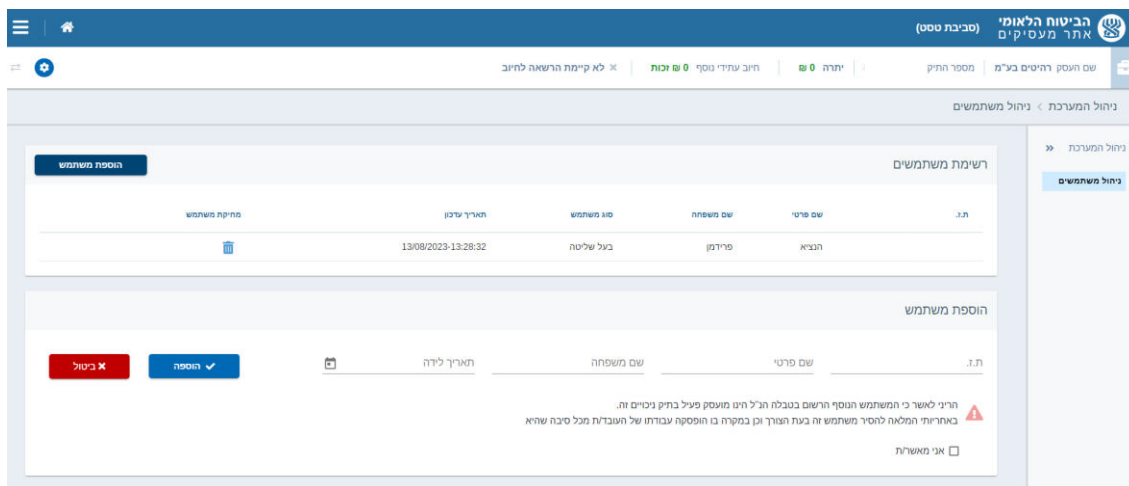 הביטוח הלאומי
אתר מעסיקים
(סביבת טסט)
שם העסק רהיטים בע"מ | מספר התיק | יתרה 0 ₪ | חיוב עתידי נוסף 0 ₪ זכות | × לא קיימת הרשאה לחיוב
ניהול המערכת > ניהול משתמשים
ניהול המערכת »
ניהול משתמשים
רשימת משתמשים
הוספת משתמש
ת.ז. שם פרטי שם משפחה סוג משתמש תאריך עדכון מחיקת משתמש
הנציא פרידמן בעל שליטה 13/08/2023-13:28:32
הוספת משתמש
ת.ז. שם פרטי שם משפחה תאריך לידה
הוספה
ביטול
הריני לאשר כי המשתמש הנוסף הרשום בטבלה הנ"ל הינו מועסק פעיל בתיק ניכויים זה.
באחריותי המלאה להסיר משתמש זה בעת הצורך וכן במקרה בו הופסקה עבודתו של העובד/ת מכל סיבה שהיא
אני מאשר/ת